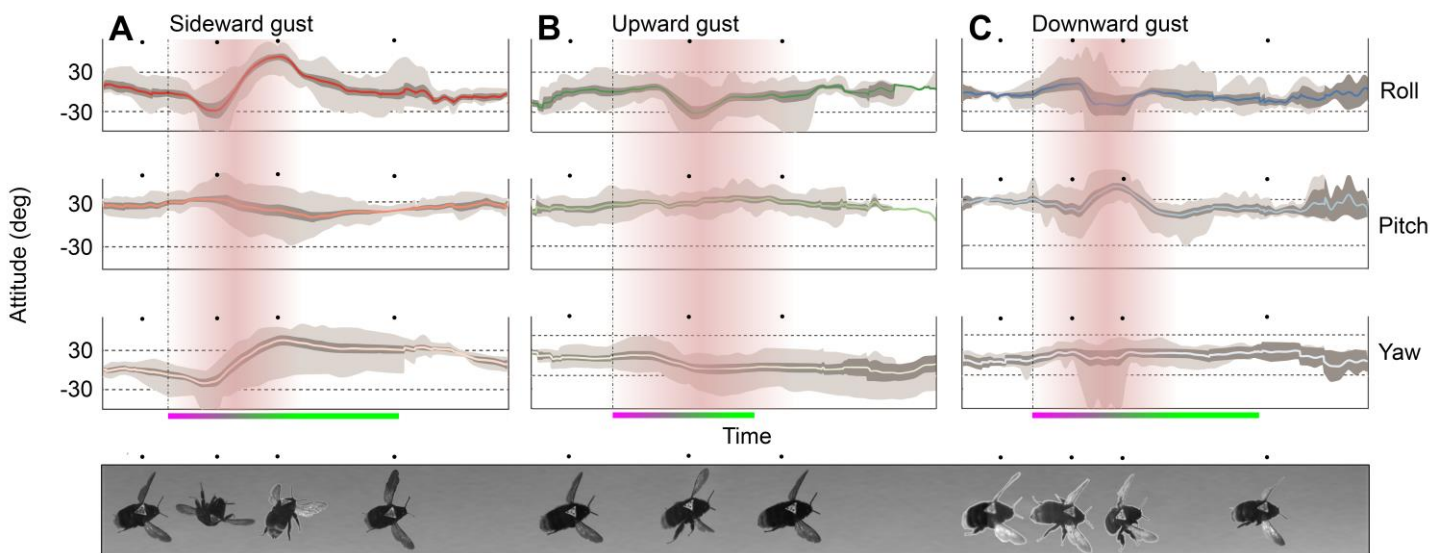 A Sideward gust
B Upward gust
C Downward gust
30
-30
Roll
30
-30
Pitch
Attitude (deg)
30
-30
Yaw
Time